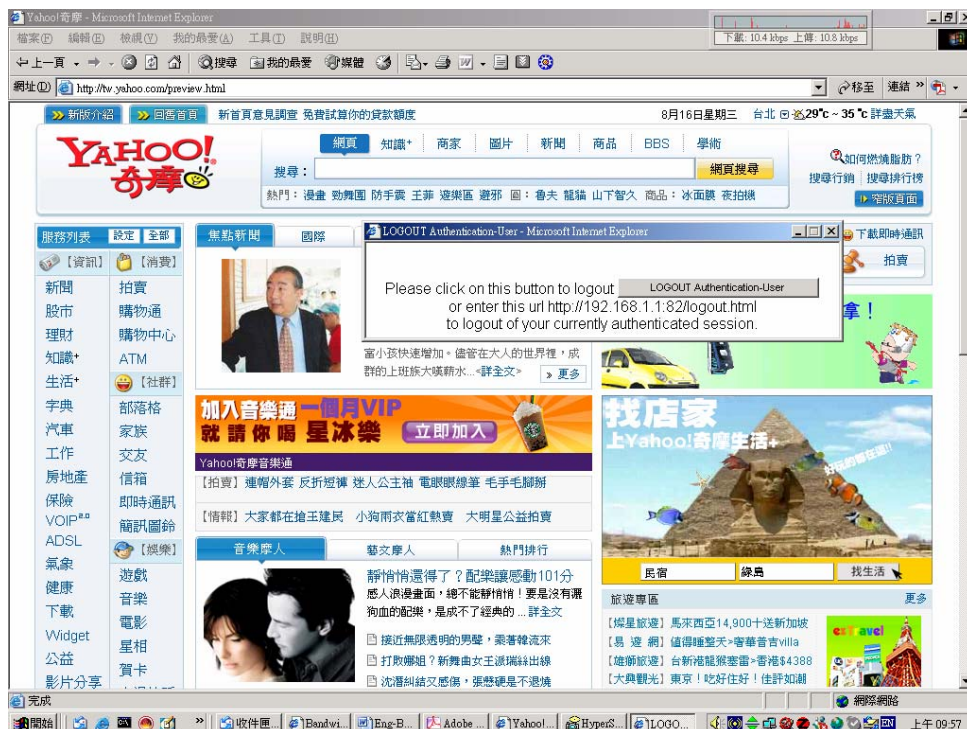 Yahoo!奇摩 - Microsoft Internet Explorer
檔案(F) 編輯(E) 檢視(V) 我的最愛(A) 工具(T) 說明(H)
下載: 10.4 kbps 上傳: 10.8 kbps
上一頁 搜尋 我的最愛 媒體
網址(D) http://tw.yahoo.com/preview.html 移至 連結 »
新版介紹 回舊首頁 新首頁意見調查 免費試算你的貸款額度 8月16日星期三 台北 29°c ~ 35 °c 詳盡天氣
YAHOO!
奇摩
網頁 知識+ 商家 圖片 新聞 商品 BBS 學術
搜尋： 網頁搜尋
熱門：漫畫 勁舞團 防手震 王菲 遊樂區 避邪 圖：魯夫 龍貓 山下智久 商品：冰面膜 夜拍機
如何燃燒脂肪？
搜尋行銷 搜尋排行榜
窄版頁面
服務列表 設定 全部
【資訊】 【消費】
新聞 拍賣
股市 購物通
理財 購物中心
知識+ ATM
生活+ 【社群】
字典 部落格
汽車 家族
工作 交友
房地產 信箱
保險 即時通訊
VOIP2.0 簡訊圖鈴
ADSL 【娛樂】
氣象 遊戲
健康 音樂
下載 電影
Widget 星相
公益 賀卡
影片分享
焦點新聞 國際
LOGOUT Authentication-User - Microsoft Internet Explorer
Please click on this button to logout LOGOUT Authentication-User
or enter this url http://192.168.1.1:82/logout.html
to logout of your currently authenticated session.
下載即時通訊
拍賣
拿！
富小孩快速增加。儘管在大人的世界裡，成
群的上班族大嘆薪水...<詳全文> » 更多
加入音樂通一個月VIP
就請你喝星冰樂 立即加入
Yahoo!奇摩音樂通
【拍賣】連帽外套 反折短褲 迷人公主袖 電眼眼線筆 毛手毛腳掰
【情報】大家都在搶王建民 小狗雨衣當紅熱賣 大明星公益拍賣
音樂摩人 藝文摩人 熱門排行
靜悄悄還得了？配樂讓感動101分
感人浪漫畫面，總不能靜悄悄！要是沒有灑
狗血的配樂，是成不了經典的 ... 詳全文
接近無限透明的男聲，乘著韓流來
打敗娜姐？新舞曲女王派瑞絲出線
沈潛糾結又感傷，張懸硬是不退燒
找店家
上Yahoo!奇摩生活+
好玩的都在這!!
民宿 綠島 找生活
旅遊專區 更多
【燦星旅遊】馬來西亞14,900十送新加坡
【易 遊 網】值得睡整天>奢華普吉villa
【雄獅旅遊】台新港龍猴塞雷>香港$4388
【大興觀光】東京！吃好住好！佳評如潮
ezTravel
完成 網際網路
開始 » 收件匣... Bandwi... Eng-B... Adobe ... Yahoo!... HyperS... LOGO... EN 上午 09:57